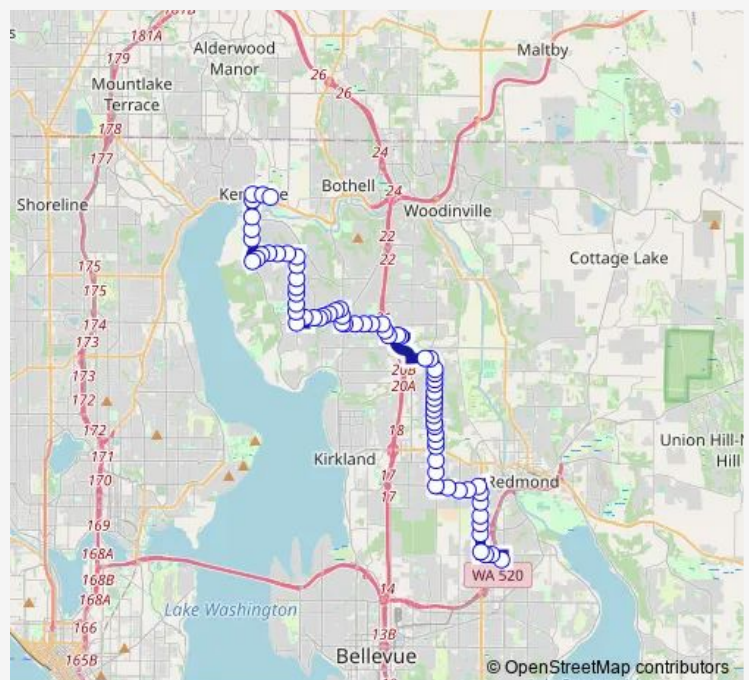 181B
181A
Alderwood
Manor
Maltby
179
26
26
Mountlake
Terrace
178
177
24
Shoreline
Bothell
24
Woodinville
22
22
175
175
Cottage Lake
174
173
173
20B
20A
172
172
18
Union Hill-N
Hill
171
Kirkland
170
17
17
Redmond
169
168A
168B
168A
WA 520
14
Lake Washington
166
13B
165B
Bellevue
© OpenStreetMap contributors